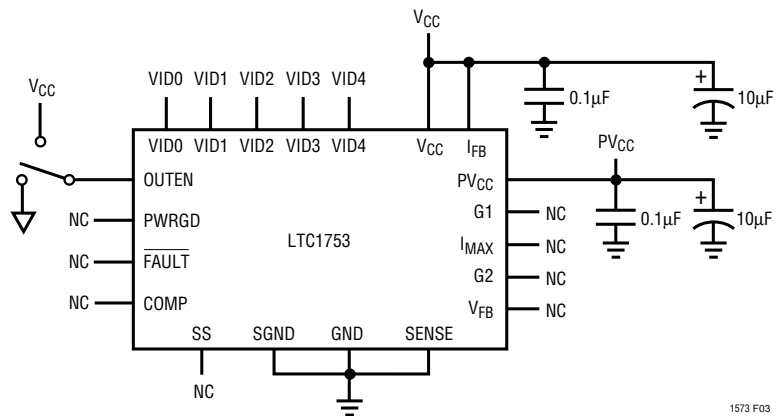 VCC
VCC
VID0 VID1 VID2 VID3 VID4
0.1µF
10µF
+
VID0 VID1 VID2 VID3 VID4 VCC IFB
PVCC
OUTEN PVCC
+
NC PWRGD G1 NC
0.1µF
10µF
LTC1753
IMAX NC
NC FAULT
G2 NC
NC COMP
VFB NC
SS SGND GND SENSE
NC
1573 F03